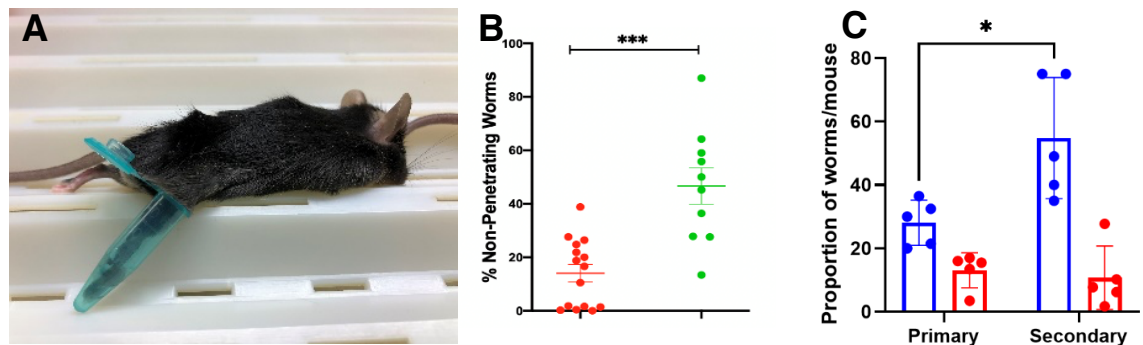 A
B
% Non-Penetrating Worms
100
80
60
40
20
0
***
C
Proportion of worms/mouse
80
60
40
20
0
*
Primary Secondary